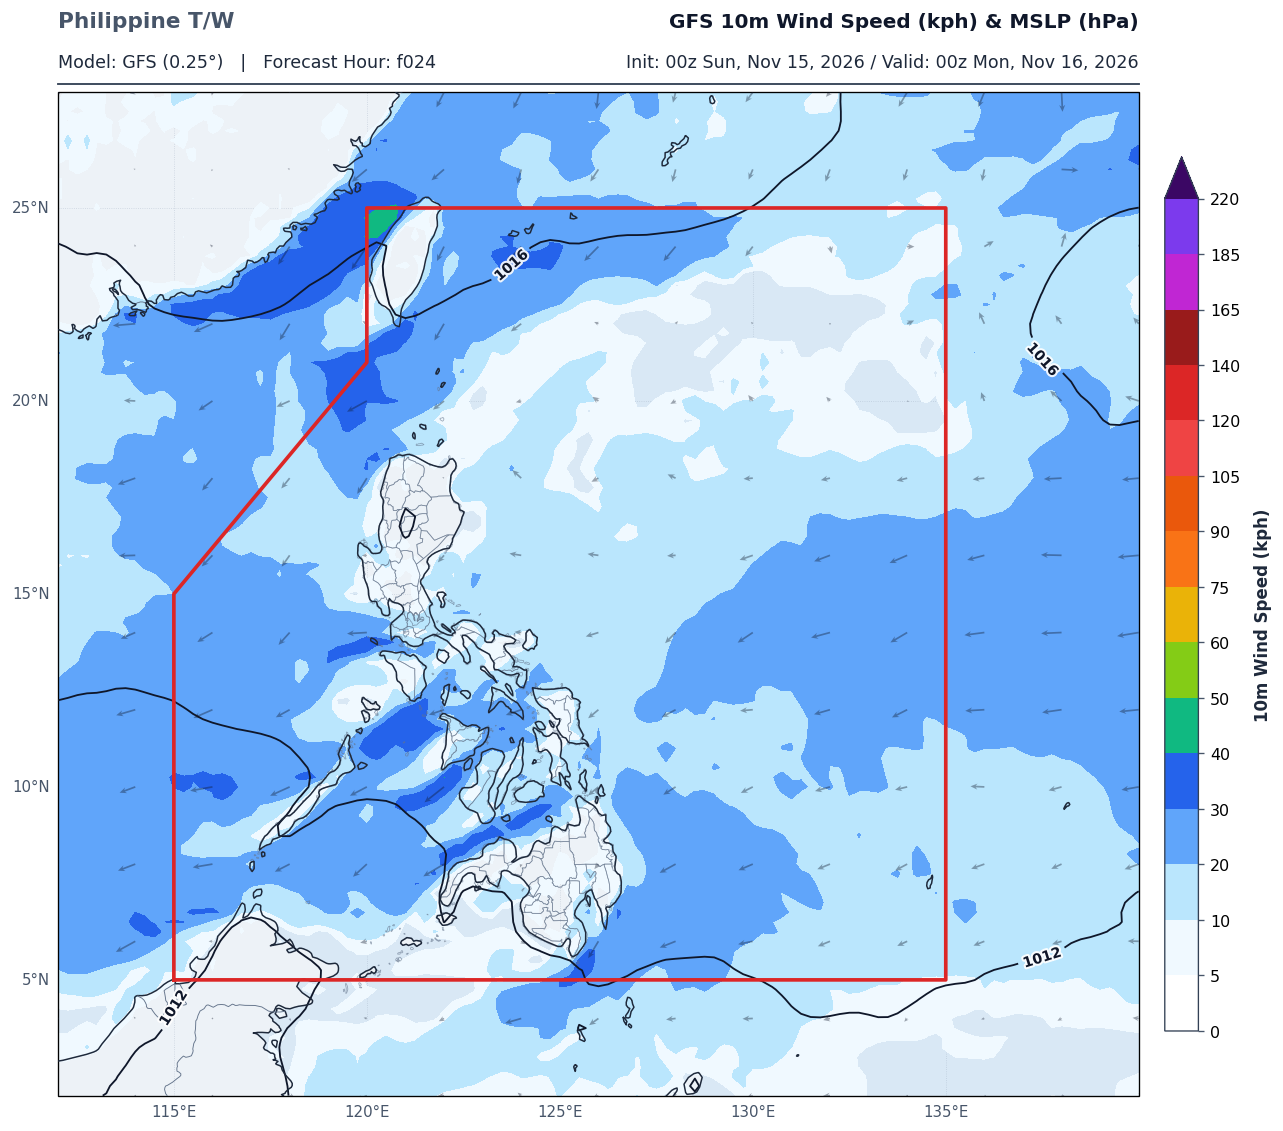 Philippine T/W
GFS 10m Wind Speed (kph) & MSLP (hPa)
Model: GFS (0.25°) | Forecast Hour: f024
Init: 00z Sun, Nov 15, 2026 / Valid: 00z Mon, Nov 16, 2026
25°N
20°N
15°N
10°N
5°N
115°E
120°E
125°E
130°E
135°E
1016
1016
1012
1012
220
185
165
140
120
105
90
75
60
50
40
30
20
10
5
0
10m Wind Speed (kph)